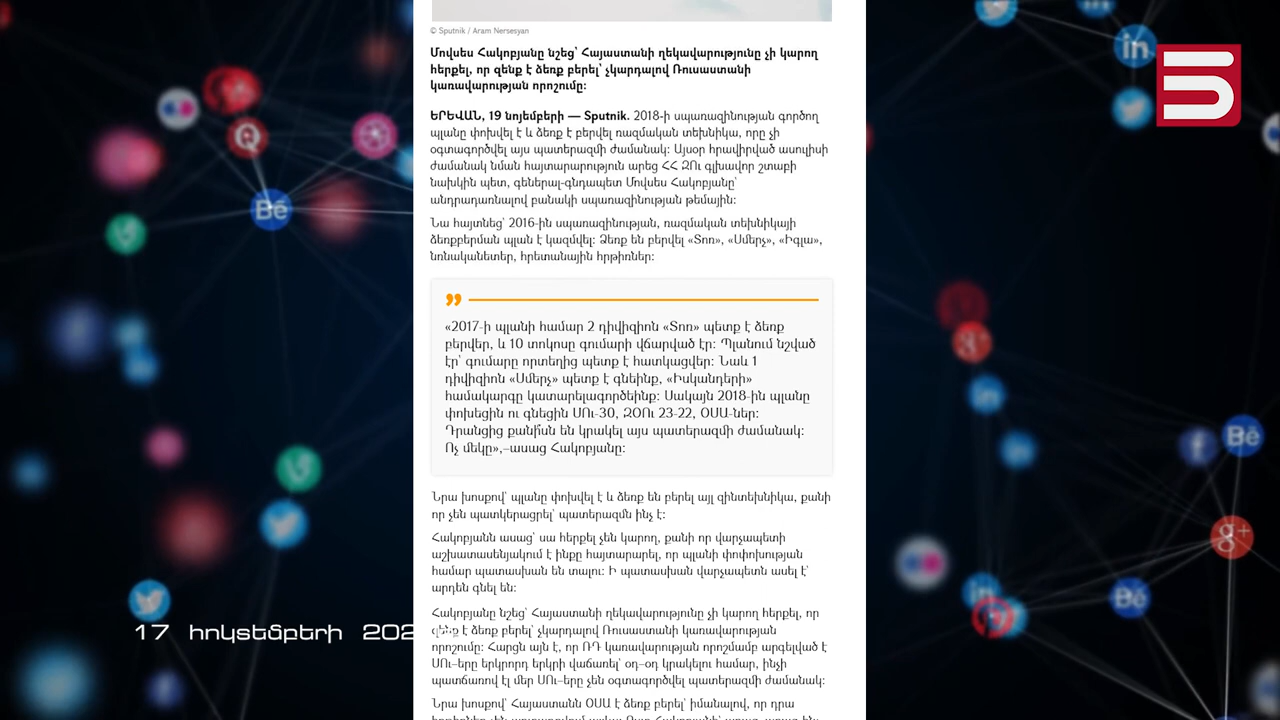 © Sputnik / Aram Nersesyan
Մովսես Հակոբյանը նշեց՝ Հայաստանի ղեկավարությունը չի կարող
հերքել, որ զենք է ձեռք բերել՝ չկարդալով Ռուսաստանի
կառավարության որոշումը:
ԵՐԵՎԱՆ, 19 նոյեմբերի — Sputnik. 2018-ի սպառազինության գործող
պլանը փոխվել է և ձեռք է բերվել ռազմական տեխնիկա, որը չի
օգտագործվել այս պատերազմի ժամանակ: Այսօր հրավիրված ասուլիսի
ժամանակ նման հայտարարություն արեց ՀՀ ԶՈւ գլխավոր շտաբի
նախկին պետ, գեներալ-գնդապետ Մովսես Հակոբյանը՝
անդրադառնալով բանակի սպառազինության թեմային:
Նա հայտնեց՝ 2016-ին սպառազինության, ռազմական տեխնիկայի
ձեռքբերման պլան է կազմվել: Ձեռք են բերվել «Տոռ», «Սմերչ», «Իգլա»,
նռնականետեր, հրետանային հրթիռներ:
«2017-ի պլանի համար 2 դիվիզիոն «Տոռ» պետք է ձեռք
բերվեր, և 10 տոկոսը գումարի վճարված էր: Պլանում նշված
էր՝ գումարը որտեղից պետք է հատկացվեր: Նաև 1
դիվիզիոն «Սմերչ» պետք է գնեինք, «Իսկանդերի»
համակարգը կատարելագործեինք: Սակայն 2018-ին պլանը
փոխեցին ու գնեցին ՍՈւ-30, ԶՕՈւ 23-22, ՕՍԱ-ներ:
Դրանցից քանի՞սն են կրակել այս պատերազմի ժամանակ:
Ոչ մեկը»,–ասաց Հակոբյանը:
Նրա խոսքով՝ պլանը փոխվել է և ձեռք են բերել այլ զինտեխնիկա, քանի
որ չեն պատկերացրել՝ պատերազմն ինչ է:
Հակոբյանն ասաց՝ սա հերքել չեն կարող, քանի որ վարչապետի
աշխատասենյակում է ինքը հայտարարել, որ պլանի փոփոխության
համար պատասխան են տալու: Ի պատասխան վարչապետն ասել է՝
արդեն գնել են:
Հակոբյանը նշեց՝ Հայաստանի ղեկավարությունը չի կարող հերքել, որ
զենք է ձեռք բերել՝ չկարդալով Ռուսաստանի կառավարության
որոշումը: Հարցն այն է, որ ՌԴ կառավարության որոշմամբ արգելված է
ՍՈւ–երը երկրորդ երկրի վաճառել՝ օդ–օդ կրակելու համար, ինչի
պատճառով էլ մեր ՍՈւ–երը չեն օգտագործվել պատերազմի ժամանակ:
Նրա խոսքով՝ Հայաստանն ՕՍԱ է ձեռք բերել՝ իմանալով, որ դրա
17 հոկտեմբերի 202